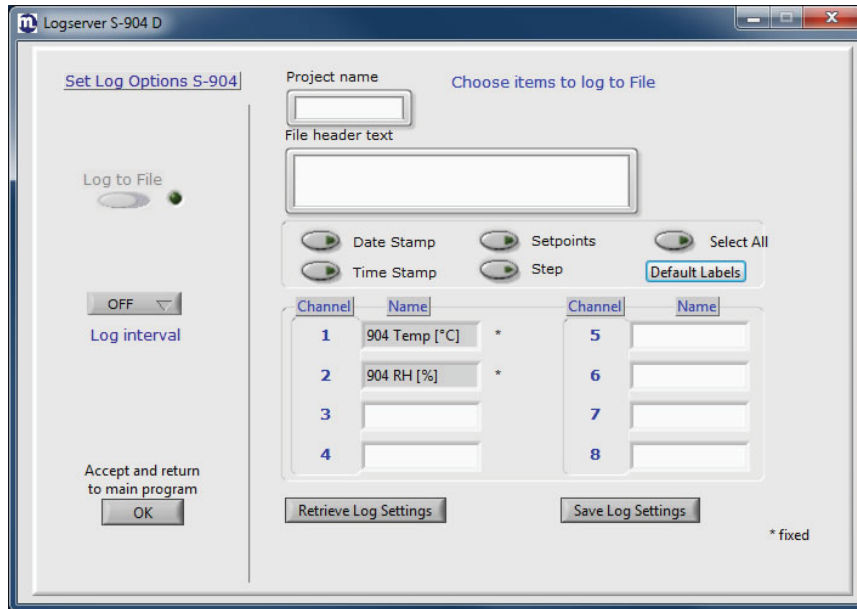 Logserver S-904 D
Set Log Options S-904
Project name
Choose items to log to File
File header text
Log to File
Date Stamp
Setpoints
Select All
Time Stamp
Step
Default Labels
OFF
Log interval
Channel Name Channel Name
1 904 Temp [°C] * 5
2 904 RH [%] * 6
3 7
4 8
Accept and return
to main program
OK
Retrieve Log Settings
Save Log Settings
* fixed